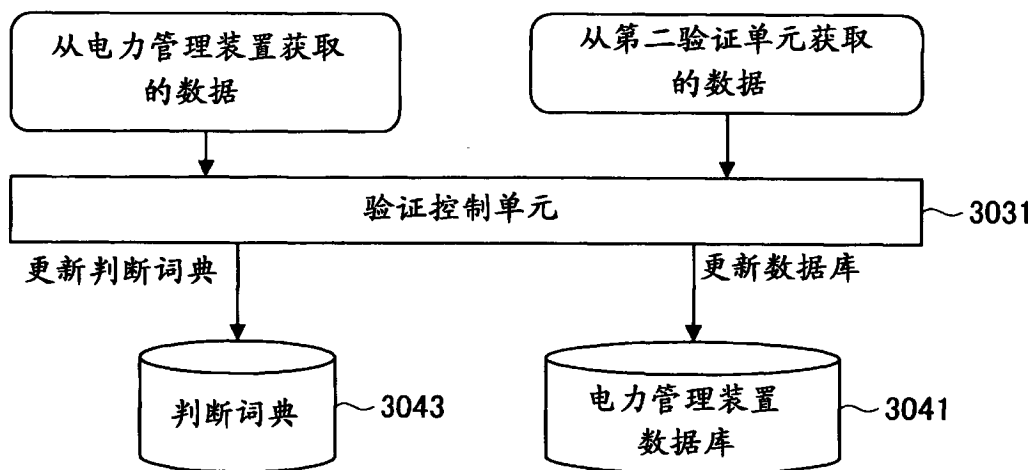 从电力管理装置获取
的数据
从第二验证单元获取
的数据
验证控制单元
3031
更新判断词典
更新数据库
判断词典
3043
电力管理装置
数据库
3041